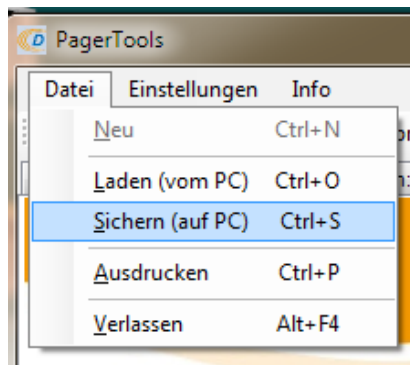 PagerTools
Datei Einstellungen Info
Neu Ctrl+N
Laden (vom PC) Ctrl+O
Sichern (auf PC) Ctrl+S
Ausdrucken Ctrl+P
Verlassen Alt+F4